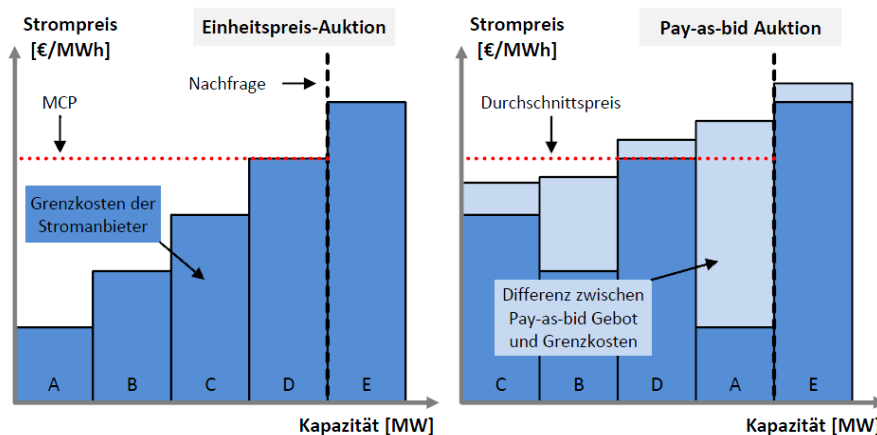 Strompreis
[€/MWh]
Einheitspreis-Auktion
Nachfrage
MCP
Grenzkosten der
Stromanbieter
A
B
C
D
E
Kapazität [MW]
Strompreis
[€/MWh]
Pay-as-bid Auktion
Durchschnittspreis
Differenz zwischen
Pay-as-bid Gebot
und Grenzkosten
C
B
D
A
E
Kapazität [MW]